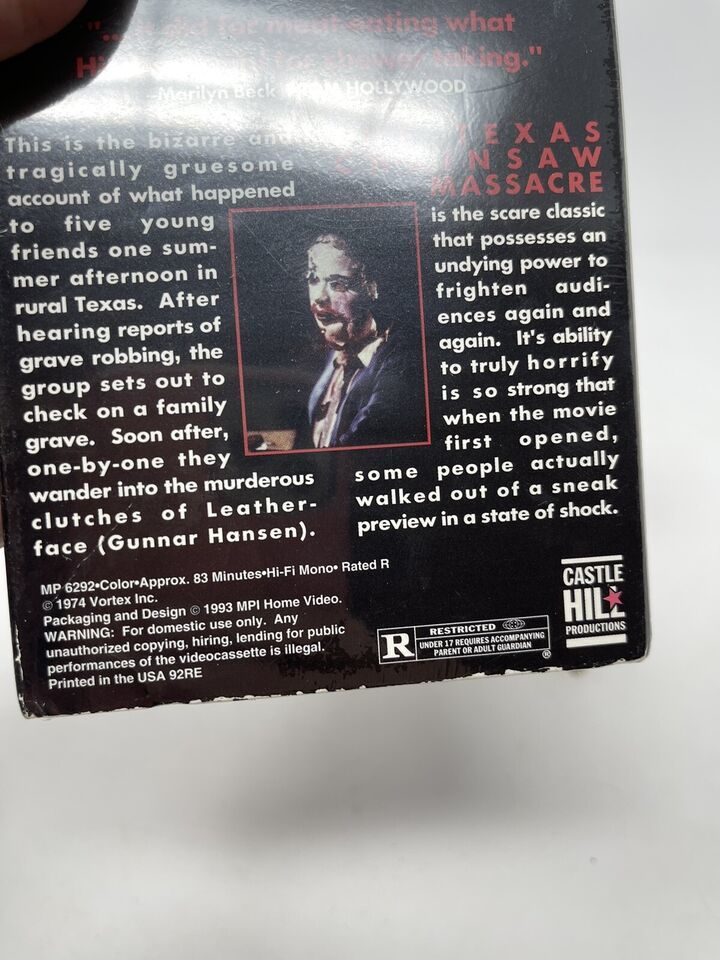 for meat-eating what
taking."
Marilyn Beck HOLLYWOOD
This is the bizarre and
tragically gruesome
account of what happened
to five young
friends one sum-
mer afternoon in
rural Texas. After
hearing reports of
grave robbing, the
group sets out to
check on a family
grave. Soon after,
one-by-one they
wander into the murderous
clutches of Leather-
face (Gunnar Hansen).
TEXAS
CHAINSAW
MASSACRE
is the scare classic
that possesses an
undying power to
frighten audi-
ences again and
again. It's ability
to truly horrify
is so strong that
when the movie
first opened,
some people actually
walked out of a sneak
preview in a state of shock.
MP 6292•Color•Approx. 83 Minutes•Hi-Fi Mono• Rated R
© 1974 Vortex Inc.
Packaging and Design © 1993 MPI Home Video.
WARNING: For domestic use only. Any
unauthorized copying, hiring, lending for public
performances of the videocassette is illegal.
Printed in the USA 92RE
R RESTRICTED
UNDER 17 REQUIRES ACCOMPANYING
PARENT OR ADULT GUARDIAN ®
CASTLE
HILL
PRODUCTIONS